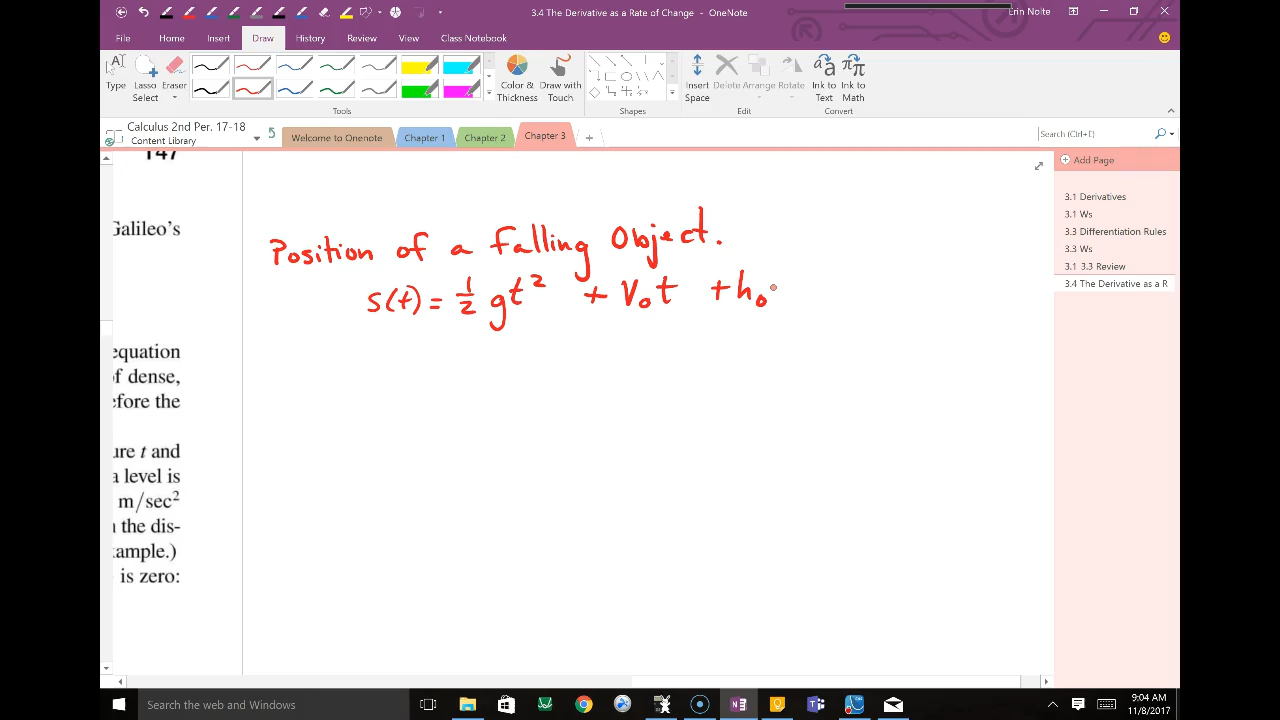 3.4 The Derivative as a Rate of Change - OneNote
Erin Nolte
File Home Insert Draw History Review View Class Notebook
Type
Lasso Select
Eraser
Color & Thickness
Draw with Touch
Insert Space
Delete
Arrange
Rotate
Ink to Text
Ink to Math
Tools
Shapes
Edit
Convert
Calculus 2nd Per. 17-18
Content Library
Welcome to Onenote
Chapter 1
Chapter 2
Chapter 3
Search (Ctrl+E)
147
Galileo's
equation
of dense,
efore the
ure t and
a level is
m/sec²
n the dis-
xample.)
is zero:
Position of a Falling Object.
s(t) = ½ gt² + V₀t + h₀
Add Page
3.1 Derivatives
3.1 Ws
3.3 Differentiation Rules
3.3 Ws
3.1 3.3 Review
3.4 The Derivative as a R
Search the web and Windows
9:04 AM
11/8/2017